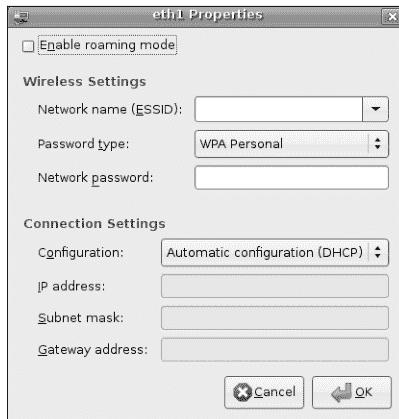 eth1 Properties
Enable roaming mode
Wireless Settings
Network name (ESSID):
Password type: WPA Personal
Network password:
Connection Settings
Configuration: Automatic configuration (DHCP)
IP address:
Subnet mask:
Gateway address:
Cancel OK